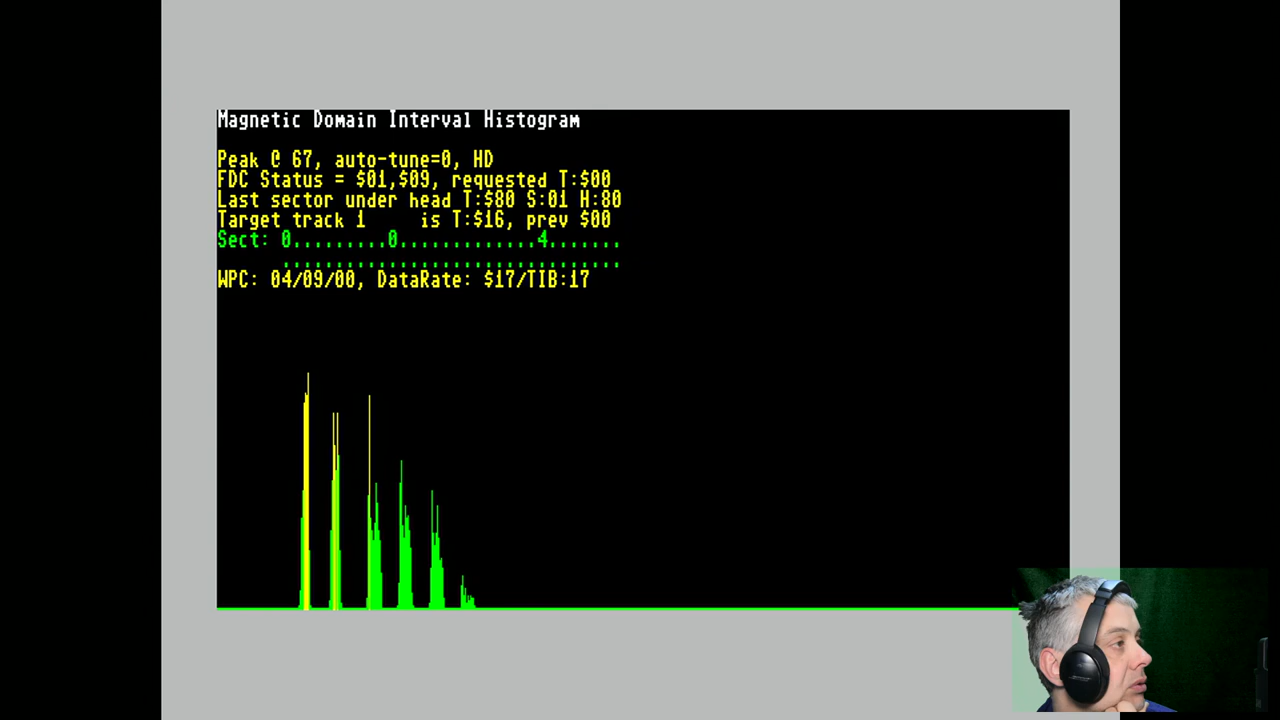 Magnetic Domain Interval Histogram
Peak @ 67, auto-tune=0, HD
FDC Status = $01,$09, requested T:$00
Last sector under head T:$80 S:01 H:80
Target track 1 is T:$16, prev $00
Sect: 0.........0.............4.......
................................
WPC: 04/09/00, DataRate: $17/TIB:17